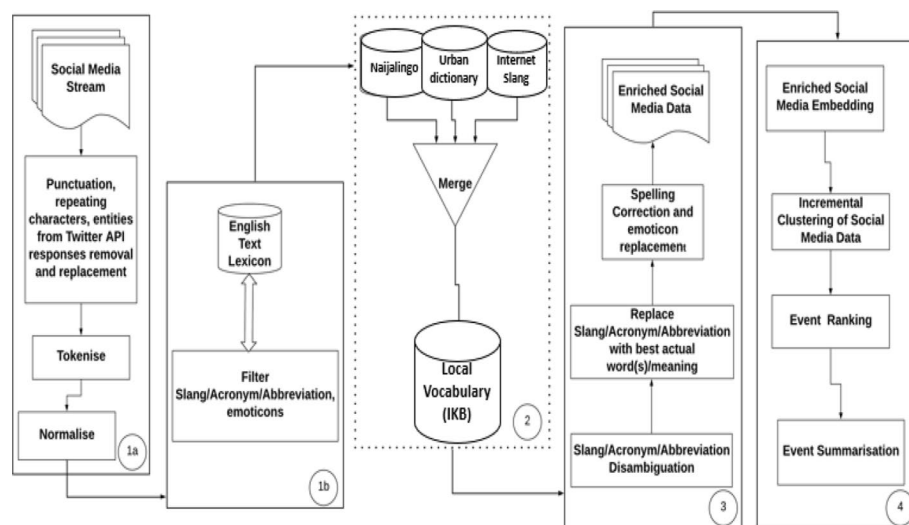 Social Media
Stream
Punctuation,
repeating
characters, entities
from Twitter API
responses removal
and replacement
Tokenise
Normalise
1a
English
Text
Lexicon
Filter
Slang/Acronym/Abbreviation,
emoticons
1b
Naijalingo
Urban
dictionary
Internet
Slang
Merge
Local
Vocabulary
(IKB)
2
Enriched Social
Media Data
Spelling
Correction and
emoticon
replacement
Replace
Slang/Acronym/Abbreviation
with best actual
word(s)/meaning
Slang/Acronym/Abbreviation
Disambiguation
3
Enriched Social
Media Embedding
Incremental
Clustering of Social
Media Data
Event Ranking
Event Summarisation
4